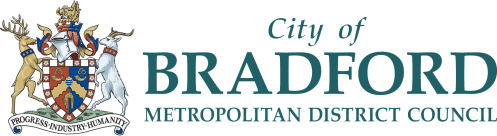 City of
BRADFORD
METROPOLITAN DISTRICT COUNCIL
PROGRESS·INDUSTRY·HUMANITY